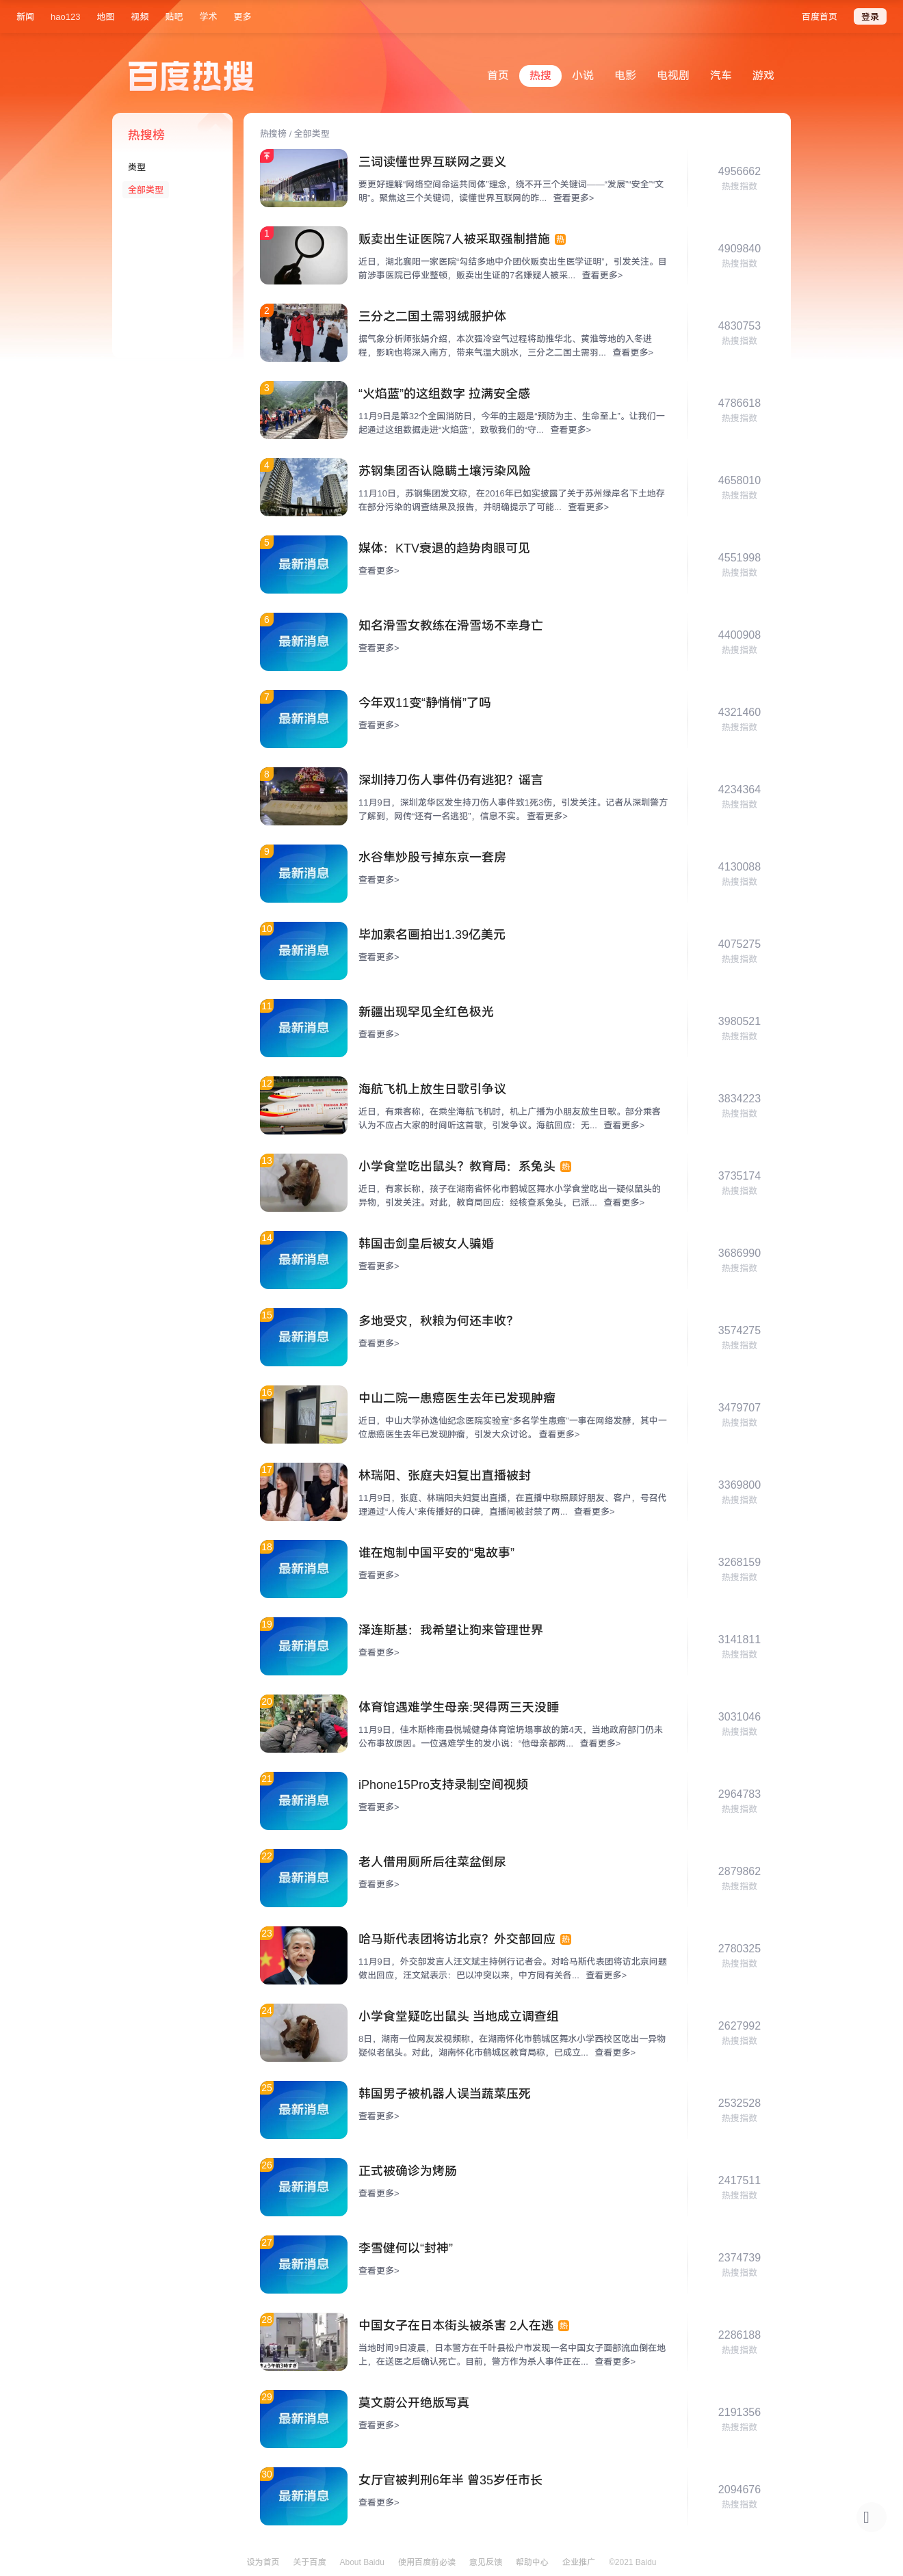 新闻 hao123 地图 视频 贴吧 学术 更多 百度首页 登录
百度热搜
首页 热搜 小说 电影 电视剧 汽车 游戏
热搜榜
类型
全部类型
热搜榜 / 全部类型
三词读懂世界互联网之要义
要更好理解“网络空间命运共同体”理念，绕不开三个关键词——“发展”“安全”“文
明”。聚焦这三个关键词，读懂世界互联网的昨... 查看更多>
4956662
热搜指数
1
贩卖出生证医院7人被采取强制措施 热
近日，湖北襄阳一家医院“勾结多地中介团伙贩卖出生医学证明”，引发关注。目
前涉事医院已停业整顿，贩卖出生证的7名嫌疑人被采... 查看更多>
4909840
热搜指数
2
三分之二国土需羽绒服护体
据气象分析师张娟介绍，本次强冷空气过程将助推华北、黄淮等地的入冬进
程，影响也将深入南方，带来气温大跳水，三分之二国土需羽... 查看更多>
4830753
热搜指数
3
“火焰蓝”的这组数字 拉满安全感
11月9日是第32个全国消防日，今年的主题是“预防为主、生命至上”。让我们一
起通过这组数据走进“火焰蓝”，致敬我们的“守... 查看更多>
4786618
热搜指数
4
苏钢集团否认隐瞒土壤污染风险
11月10日，苏钢集团发文称，在2016年已如实披露了关于苏州绿岸名下土地存
在部分污染的调查结果及报告，并明确提示了可能... 查看更多>
4658010
热搜指数
5
最新消息
媒体：KTV衰退的趋势肉眼可见
查看更多>
4551998
热搜指数
6
最新消息
知名滑雪女教练在滑雪场不幸身亡
查看更多>
4400908
热搜指数
7
最新消息
今年双11变“静悄悄”了吗
查看更多>
4321460
热搜指数
8
深圳持刀伤人事件仍有逃犯？谣言
11月9日，深圳龙华区发生持刀伤人事件致1死3伤，引发关注。记者从深圳警方
了解到，网传“还有一名逃犯”，信息不实。 查看更多>
4234364
热搜指数
9
最新消息
水谷隼炒股亏掉东京一套房
查看更多>
4130088
热搜指数
10
最新消息
毕加索名画拍出1.39亿美元
查看更多>
4075275
热搜指数
11
最新消息
新疆出现罕见全红色极光
查看更多>
3980521
热搜指数
12
海航飞机上放生日歌引争议
近日，有乘客称，在乘坐海航飞机时，机上广播为小朋友放生日歌。部分乘客
认为不应占大家的时间听这首歌，引发争议。海航回应：无... 查看更多>
3834223
热搜指数
13
小学食堂吃出鼠头？教育局：系兔头 热
近日，有家长称，孩子在湖南省怀化市鹤城区舞水小学食堂吃出一疑似鼠头的
异物，引发关注。对此，教育局回应：经核查系兔头，已派... 查看更多>
3735174
热搜指数
14
最新消息
韩国击剑皇后被女人骗婚
查看更多>
3686990
热搜指数
15
最新消息
多地受灾，秋粮为何还丰收？
查看更多>
3574275
热搜指数
16
中山二院一患癌医生去年已发现肿瘤
近日，中山大学孙逸仙纪念医院实验室“多名学生患癌”一事在网络发酵，其中一
位患癌医生去年已发现肿瘤，引发大众讨论。 查看更多>
3479707
热搜指数
17
林瑞阳、张庭夫妇复出直播被封
11月9日，张庭、林瑞阳夫妇复出直播，在直播中称照顾好朋友、客户，号召代
理通过“人传人”来传播好的口碑，直播间被封禁了两... 查看更多>
3369800
热搜指数
18
最新消息
谁在炮制中国平安的“鬼故事”
查看更多>
3268159
热搜指数
19
最新消息
泽连斯基：我希望让狗来管理世界
查看更多>
3141811
热搜指数
20
体育馆遇难学生母亲:哭得两三天没睡
11月9日，佳木斯桦南县悦城健身体育馆坍塌事故的第4天，当地政府部门仍未
公布事故原因。一位遇难学生的发小说：“他母亲都两... 查看更多>
3031046
热搜指数
21
最新消息
iPhone15Pro支持录制空间视频
查看更多>
2964783
热搜指数
22
最新消息
老人借用厕所后往菜盆倒尿
查看更多>
2879862
热搜指数
23
哈马斯代表团将访北京？外交部回应 热
11月9日，外交部发言人汪文斌主持例行记者会。对哈马斯代表团将访北京问题
做出回应，汪文斌表示：巴以冲突以来，中方同有关各... 查看更多>
2780325
热搜指数
24
小学食堂疑吃出鼠头 当地成立调查组
8日，湖南一位网友发视频称，在湖南怀化市鹤城区舞水小学西校区吃出一异物
疑似老鼠头。对此，湖南怀化市鹤城区教育局称，已成立... 查看更多>
2627992
热搜指数
25
最新消息
韩国男子被机器人误当蔬菜压死
查看更多>
2532528
热搜指数
26
最新消息
正式被确诊为烤肠
查看更多>
2417511
热搜指数
27
最新消息
李雪健何以“封神”
查看更多>
2374739
热搜指数
28
きょう午前3時すぎ
中国女子在日本街头被杀害 2人在逃 热
当地时间9日凌晨，日本警方在千叶县松户市发现一名中国女子面部流血倒在地
上，在送医之后确认死亡。目前，警方作为杀人事件正在... 查看更多>
2286188
热搜指数
29
最新消息
莫文蔚公开绝版写真
查看更多>
2191356
热搜指数
30
最新消息
女厅官被判刑6年半 曾35岁任市长
查看更多>
2094676
热搜指数
设为首页 关于百度 About Baidu 使用百度前必读 意见反馈 帮助中心 企业推广 ©2021 Baidu